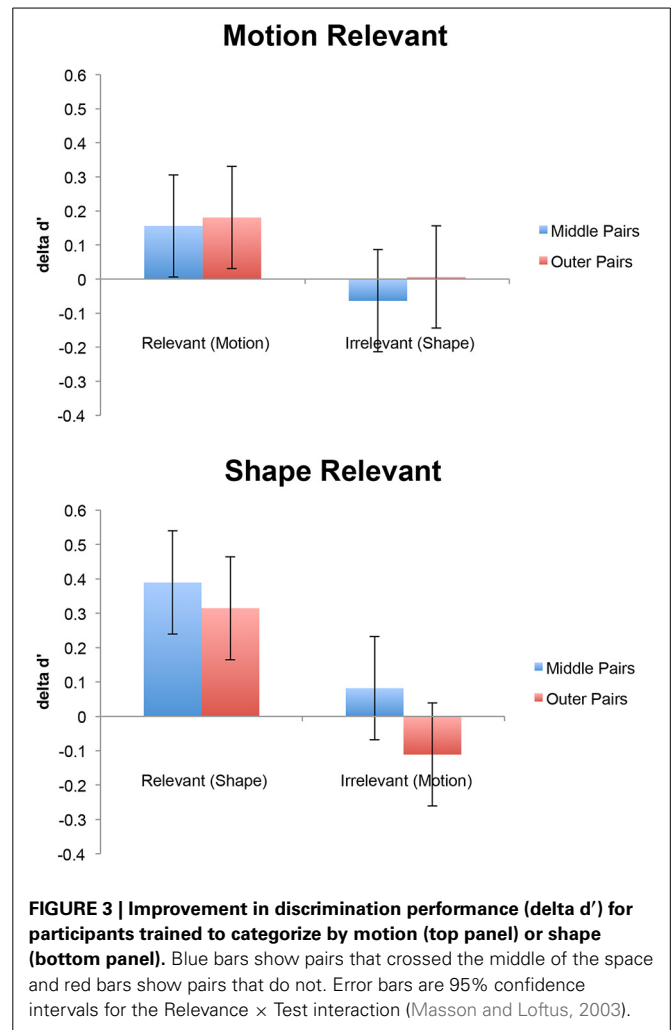 Motion Relevant
0.6
0.5
0.4
0.3
0.2
0.1
0
-0.1
-0.2
-0.3
-0.4
delta d'
Relevant (Motion)
Irrelevant (Shape)
Middle Pairs
Outer Pairs
Shape Relevant
0.6
0.5
0.4
0.3
0.2
0.1
0
-0.1
-0.2
-0.3
-0.4
delta d'
Relevant (Shape)
Irrelevant (Motion)
Middle Pairs
Outer Pairs
FIGURE 3 | Improvement in discrimination performance (delta d′) for
participants trained to categorize by motion (top panel) or shape
(bottom panel). Blue bars show pairs that crossed the middle of the space
and red bars show pairs that do not. Error bars are 95% confidence
intervals for the Relevance × Test interaction (Masson and Loftus, 2003).